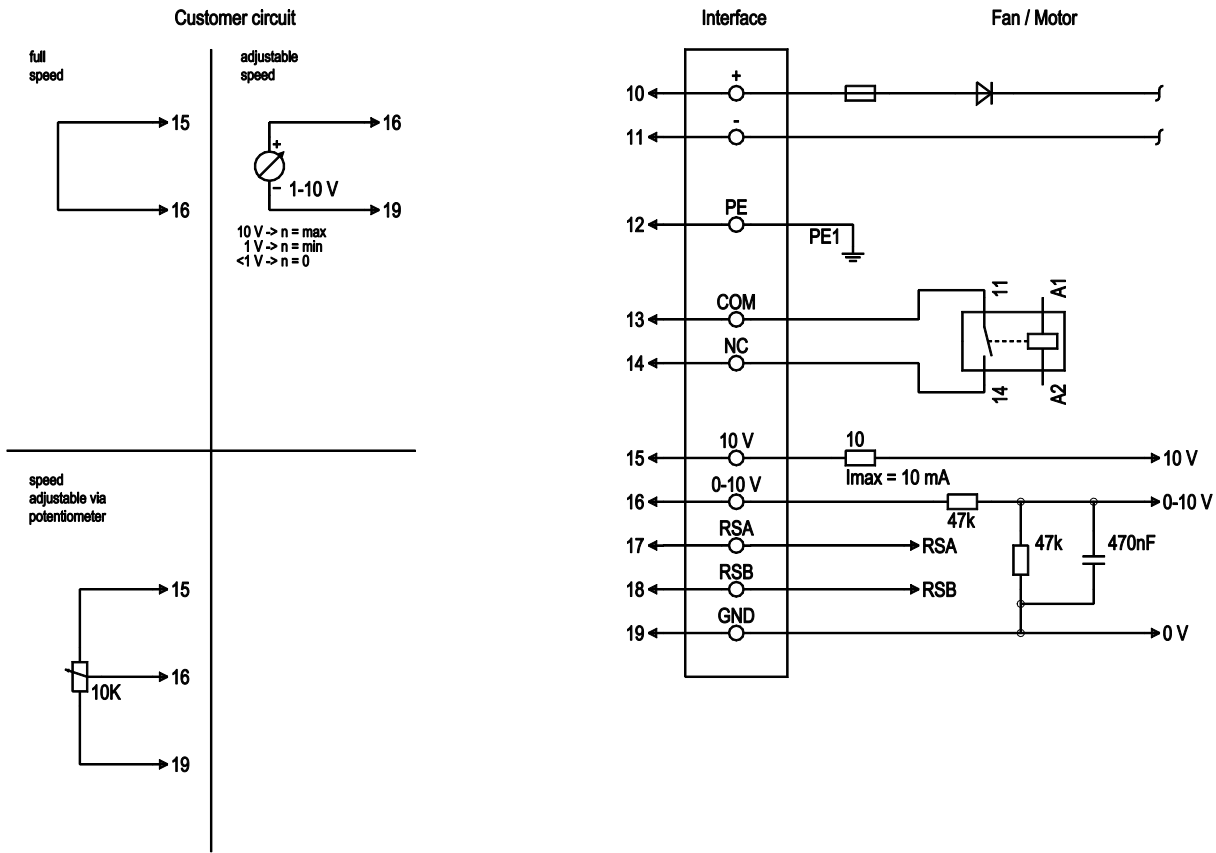 Customer circuit
full
speed
15
16
adjustable
speed
16
+
–
1-10 V
19
10 V -> n = max
1 V -> n = min
<1 V -> n = 0
speed
adjustable via
potentiometer
15
16
10K
19
Interface
Fan / Motor
10
+
11
-
12
PE
PE1
13
COM
14
NC
11
A1
14
A2
15
10 V
10
Imax = 10 mA
10 V
16
0-10 V
47k
0-10 V
17
RSA
RSA
47k
470nF
18
RSB
RSB
19
GND
0 V